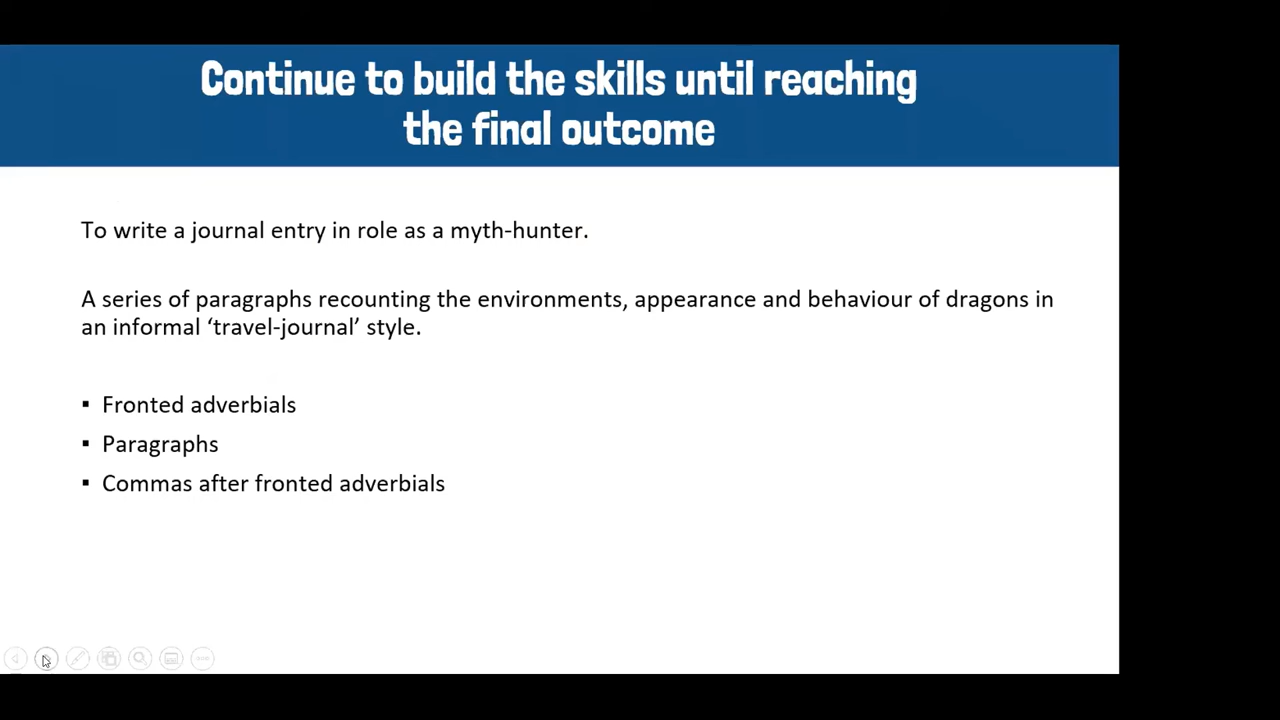 Continue to build the skills until reaching
the final outcome
To write a journal entry in role as a myth-hunter.
A series of paragraphs recounting the environments, appearance and behaviour of dragons in
an informal ‘travel-journal’ style.
▪ Fronted adverbials
▪ Paragraphs
▪ Commas after fronted adverbials